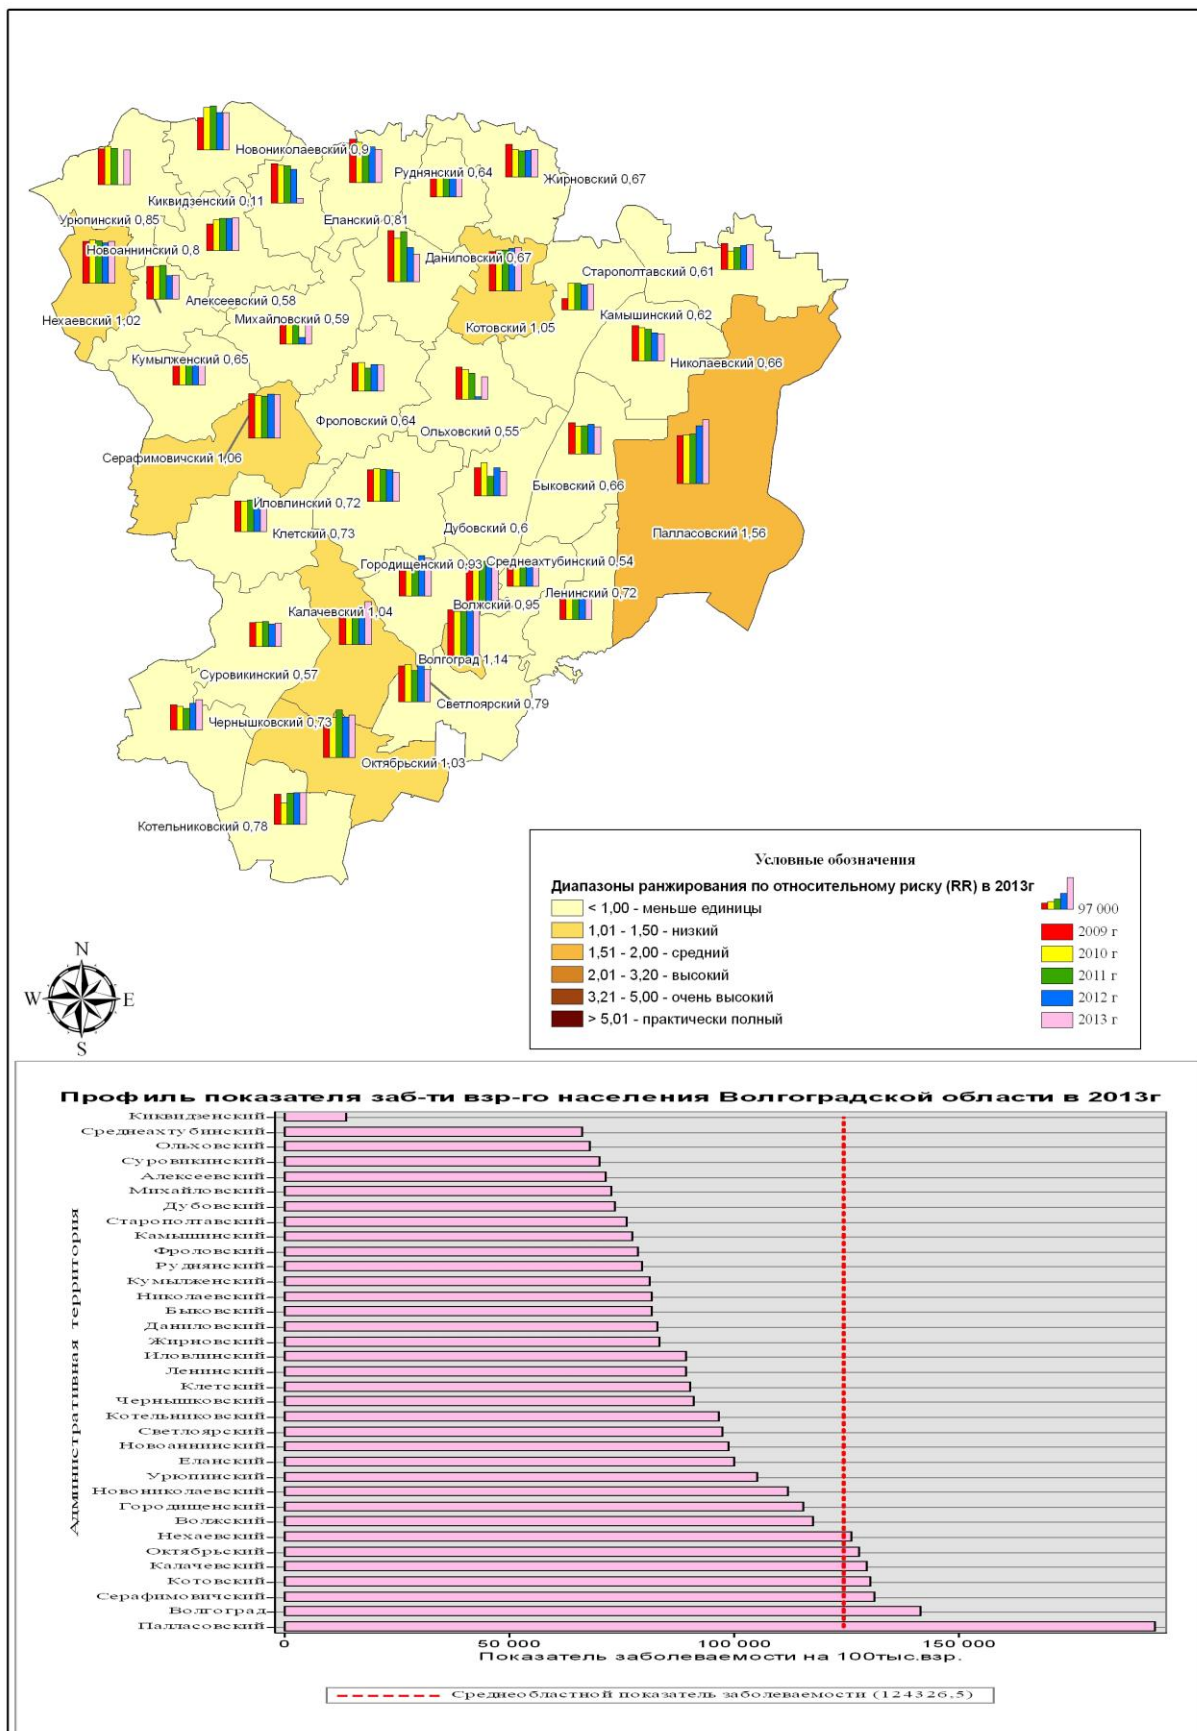 Новониколаевский 0,9
Руднянский 0,64
Жирновский 0,67
Киквидзенский 0,11
Урюпинский 0,85
Еланский 0,81
Новоаннинский 0,8
Даниловский 0,67
Старополтавский 0,61
Алексеевский 0,58
Нехаевский 1,02
Михайловский 0,59
Котовский 1,05
Камышинский 0,62
Кумылженский 0,65
Николаевский 0,66
Фроловский 0,64
Ольховский 0,55
Серафимовичский 1,06
Быковский 0,66
Иловлинский 0,72
Дубовский 0,6
Клетский 0,73
Палласовский 1,56
Городищенский 0,93
Среднеахтубинский 0,54
Ленинский 0,72
Калачевский 1,04
Волжский 0,95
Волгоград 1,14
Суровикинский 0,57
Светлоярский 0,79
Чернышковский 0,73
Октябрьский 1,03
Котельниковский 0,78
N
W E
S
Условные обозначения
Диапазоны ранжирования по относительному риску (RR) в 2013г
< 1,00 - меньше единицы
1,01 - 1,50 - низкий
1,51 - 2,00 - средний
2,01 - 3,20 - высокий
3,21 - 5,00 - очень высокий
> 5,01 - практически полный
97 000
2009 г
2010 г
2011 г
2012 г
2013 г
Профиль показателя заб-ти взр-го населения Волгоградской области в 2013г
Административная территория
Киквидзенский
Среднеахтубинский
Ольховский
Суровикинский
Алексеевский
Михайловский
Дубовский
Старополтавский
Камышинский
Фроловский
Руднянский
Кумылженский
Николаевский
Быковский
Даниловский
Жирновский
Иловлинский
Ленинский
Клетский
Чернышковский
Котельниковский
Светлоярский
Новоаннинский
Еланский
Урюпинский
Новониколаевский
Городищенский
Волжский
Нехаевский
Октябрьский
Калачевский
Котовский
Серафимовичский
Волгоград
Палласовский
0 50 000 100 000 150 000
Показатель заболеваемости на 100тыс.взр.
Среднеобластной показатель заболеваемости (124326,5)